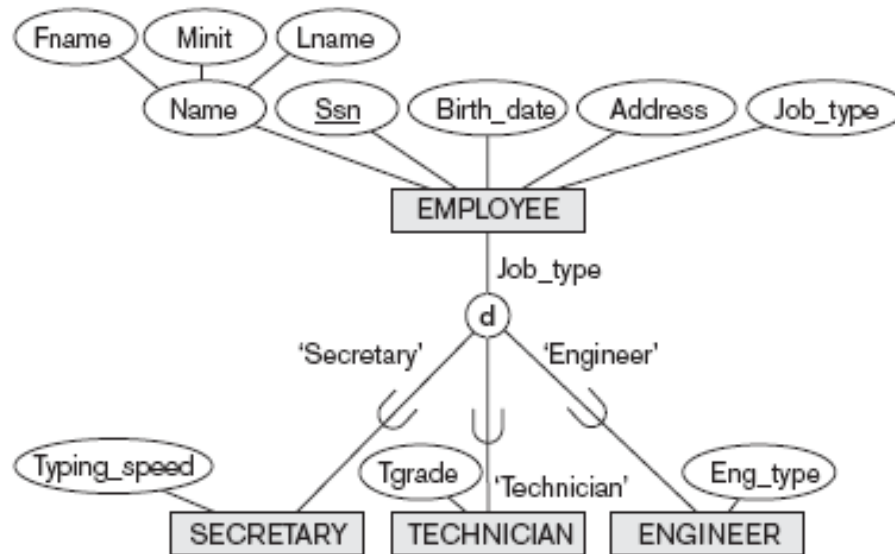 Fname Minit Lname
Name Ssn Birth_date Address Job_type
EMPLOYEE
Job_type
d
‘Secretary’ ‘Engineer’
Typing_speed Tgrade Eng_type
‘Technician’
SECRETARY TECHNICIAN ENGINEER